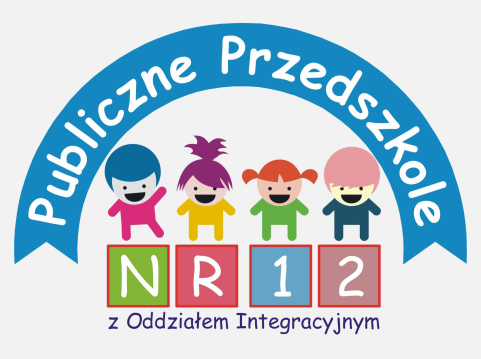 Publiczne Przedszkole
NR 12
z Oddziałem Integracyjnym